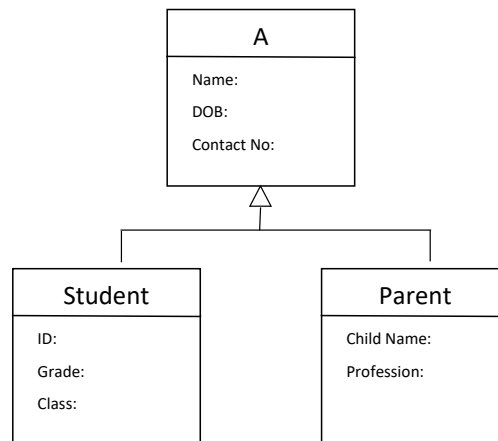 A
Name:
DOB:
Contact No:
Student
ID:
Grade:
Class:
Parent
Child Name:
Profession: